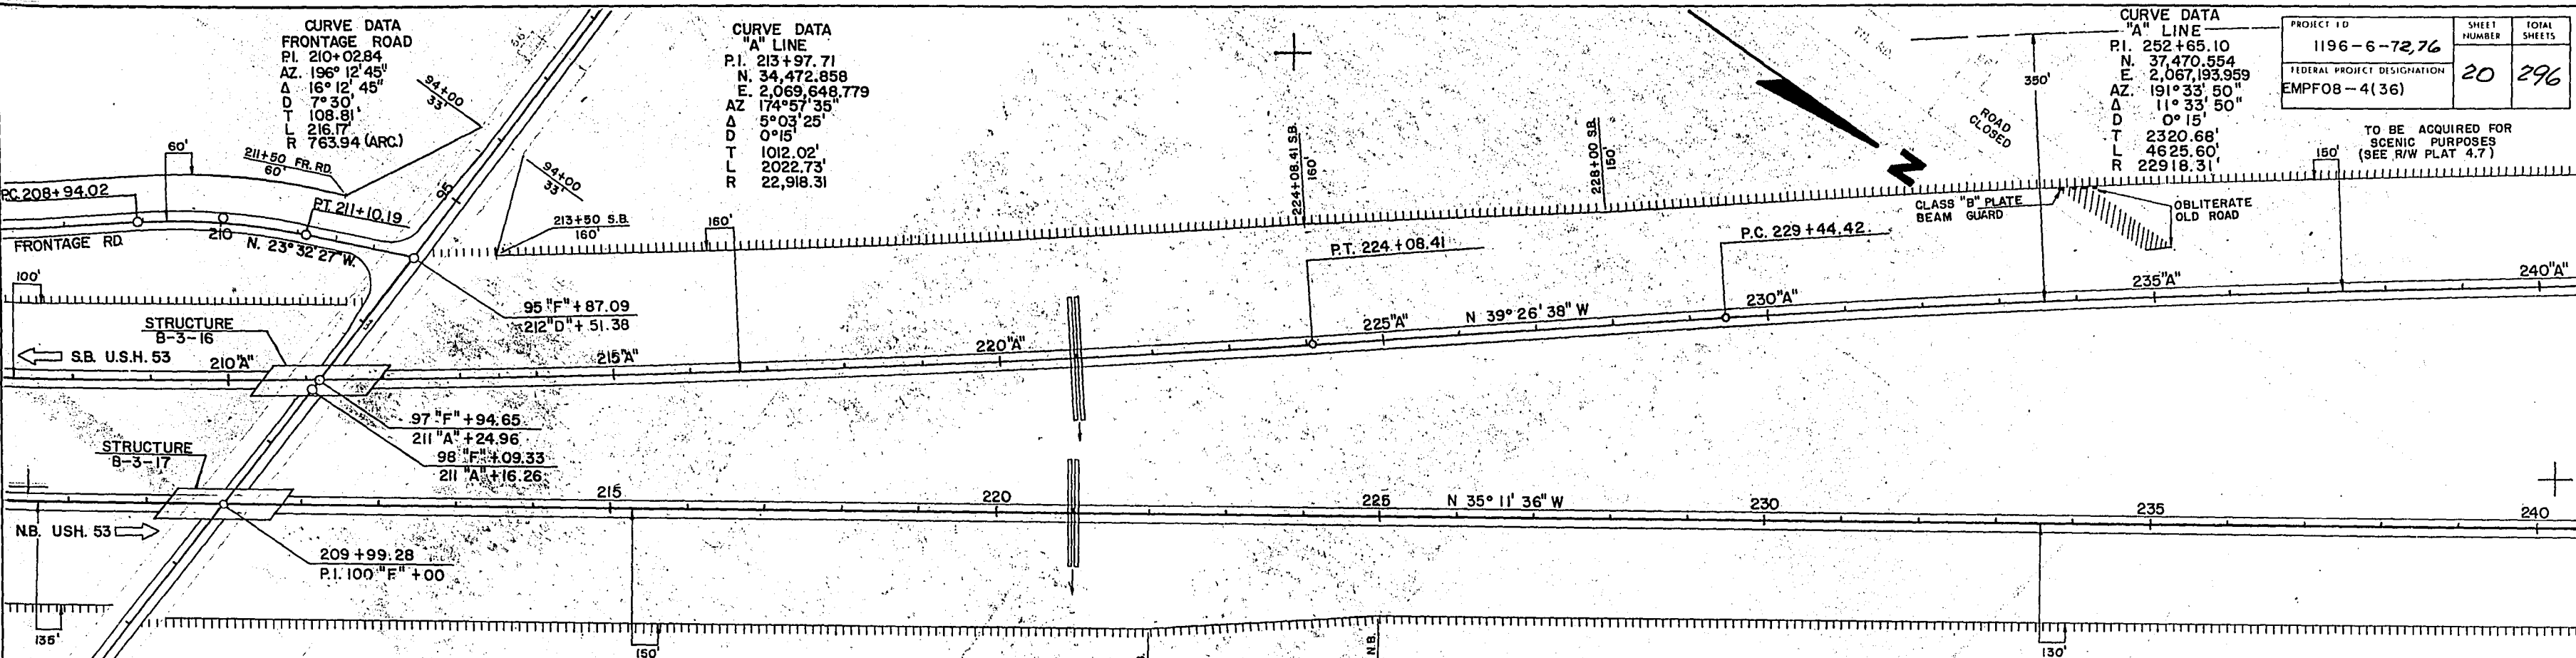 CURVE DATA
FRONTAGE ROAD
P.I. 210+02.84
AZ. 196° 12' 45"
Δ 16° 12' 45"
D 7° 30'
T 108.81'
L 216.17'
R 763.94 (ARC.)
CURVE DATA
"A" LINE
P.I. 213+97.71
N. 34,472.858
E. 2,069,648.779
AZ 174°57'35"
Δ 5°03'25"
D 0°15'
T 1012.02'
L 2022.73'
R 22,918.31
CURVE DATA
"A" LINE
P.I. 252+65.10
N. 37,470.554
E. 2,067,193.959
AZ. 191° 33' 50"
Δ 11° 33' 50"
D 0° 15'
T 2320.68'
L 4625.60'
R 22918.31'
PROJECT I D
1196-6-72,76
FEDERAL PROJECT DESIGNATION
EMPF08-4(36)
SHEET NUMBER
20
TOTAL SHEETS
296
TO BE ACQUIRED FOR
SCENIC PURPOSES
(SEE R/W PLAT 4.7)
94+00
33'
94+00
33'
60'
211+50 FR. RD.
60'
P.C. 208+94.02
P.T. 211+10.19
95
FRONTAGE RD.
210
N. 23° 32' 27" W.
213+50 S.B.
160'
160'
224+08.41 S.B.
160'
228+00 S.B.
150'
N
ROAD
CLOSED
350'
150'
CLASS "B" PLATE
BEAM GUARD
OBLITERATE
OLD ROAD
100'
P.T. 224+08.41
P.C. 229+44.42
95 "F" + 87.09
212 "D" + 51.38
STRUCTURE
B-3-16
S.B. U.S.H. 53
210"A"
215"A"
220"A"
225"A"
N 39° 26' 38" W
230"A"
235"A"
240"A"
97 "F" + 94.65
211 "A" + 24.96
98 "F" + 09.33
211 "A" + 16.26
STRUCTURE
B-3-17
N.B. USH. 53
215
220
225
N 35° 11' 36" W
230
235
240
209 + 99.28
P.I. 100 "F" + 00
135'
150'
N.B.
130'